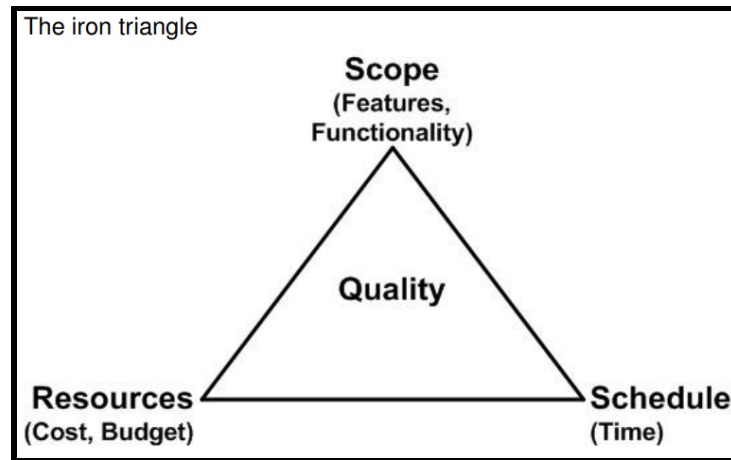 The iron triangle
Scope
(Features,
Functionality)
Quality
Resources
(Cost, Budget)
Schedule
(Time)